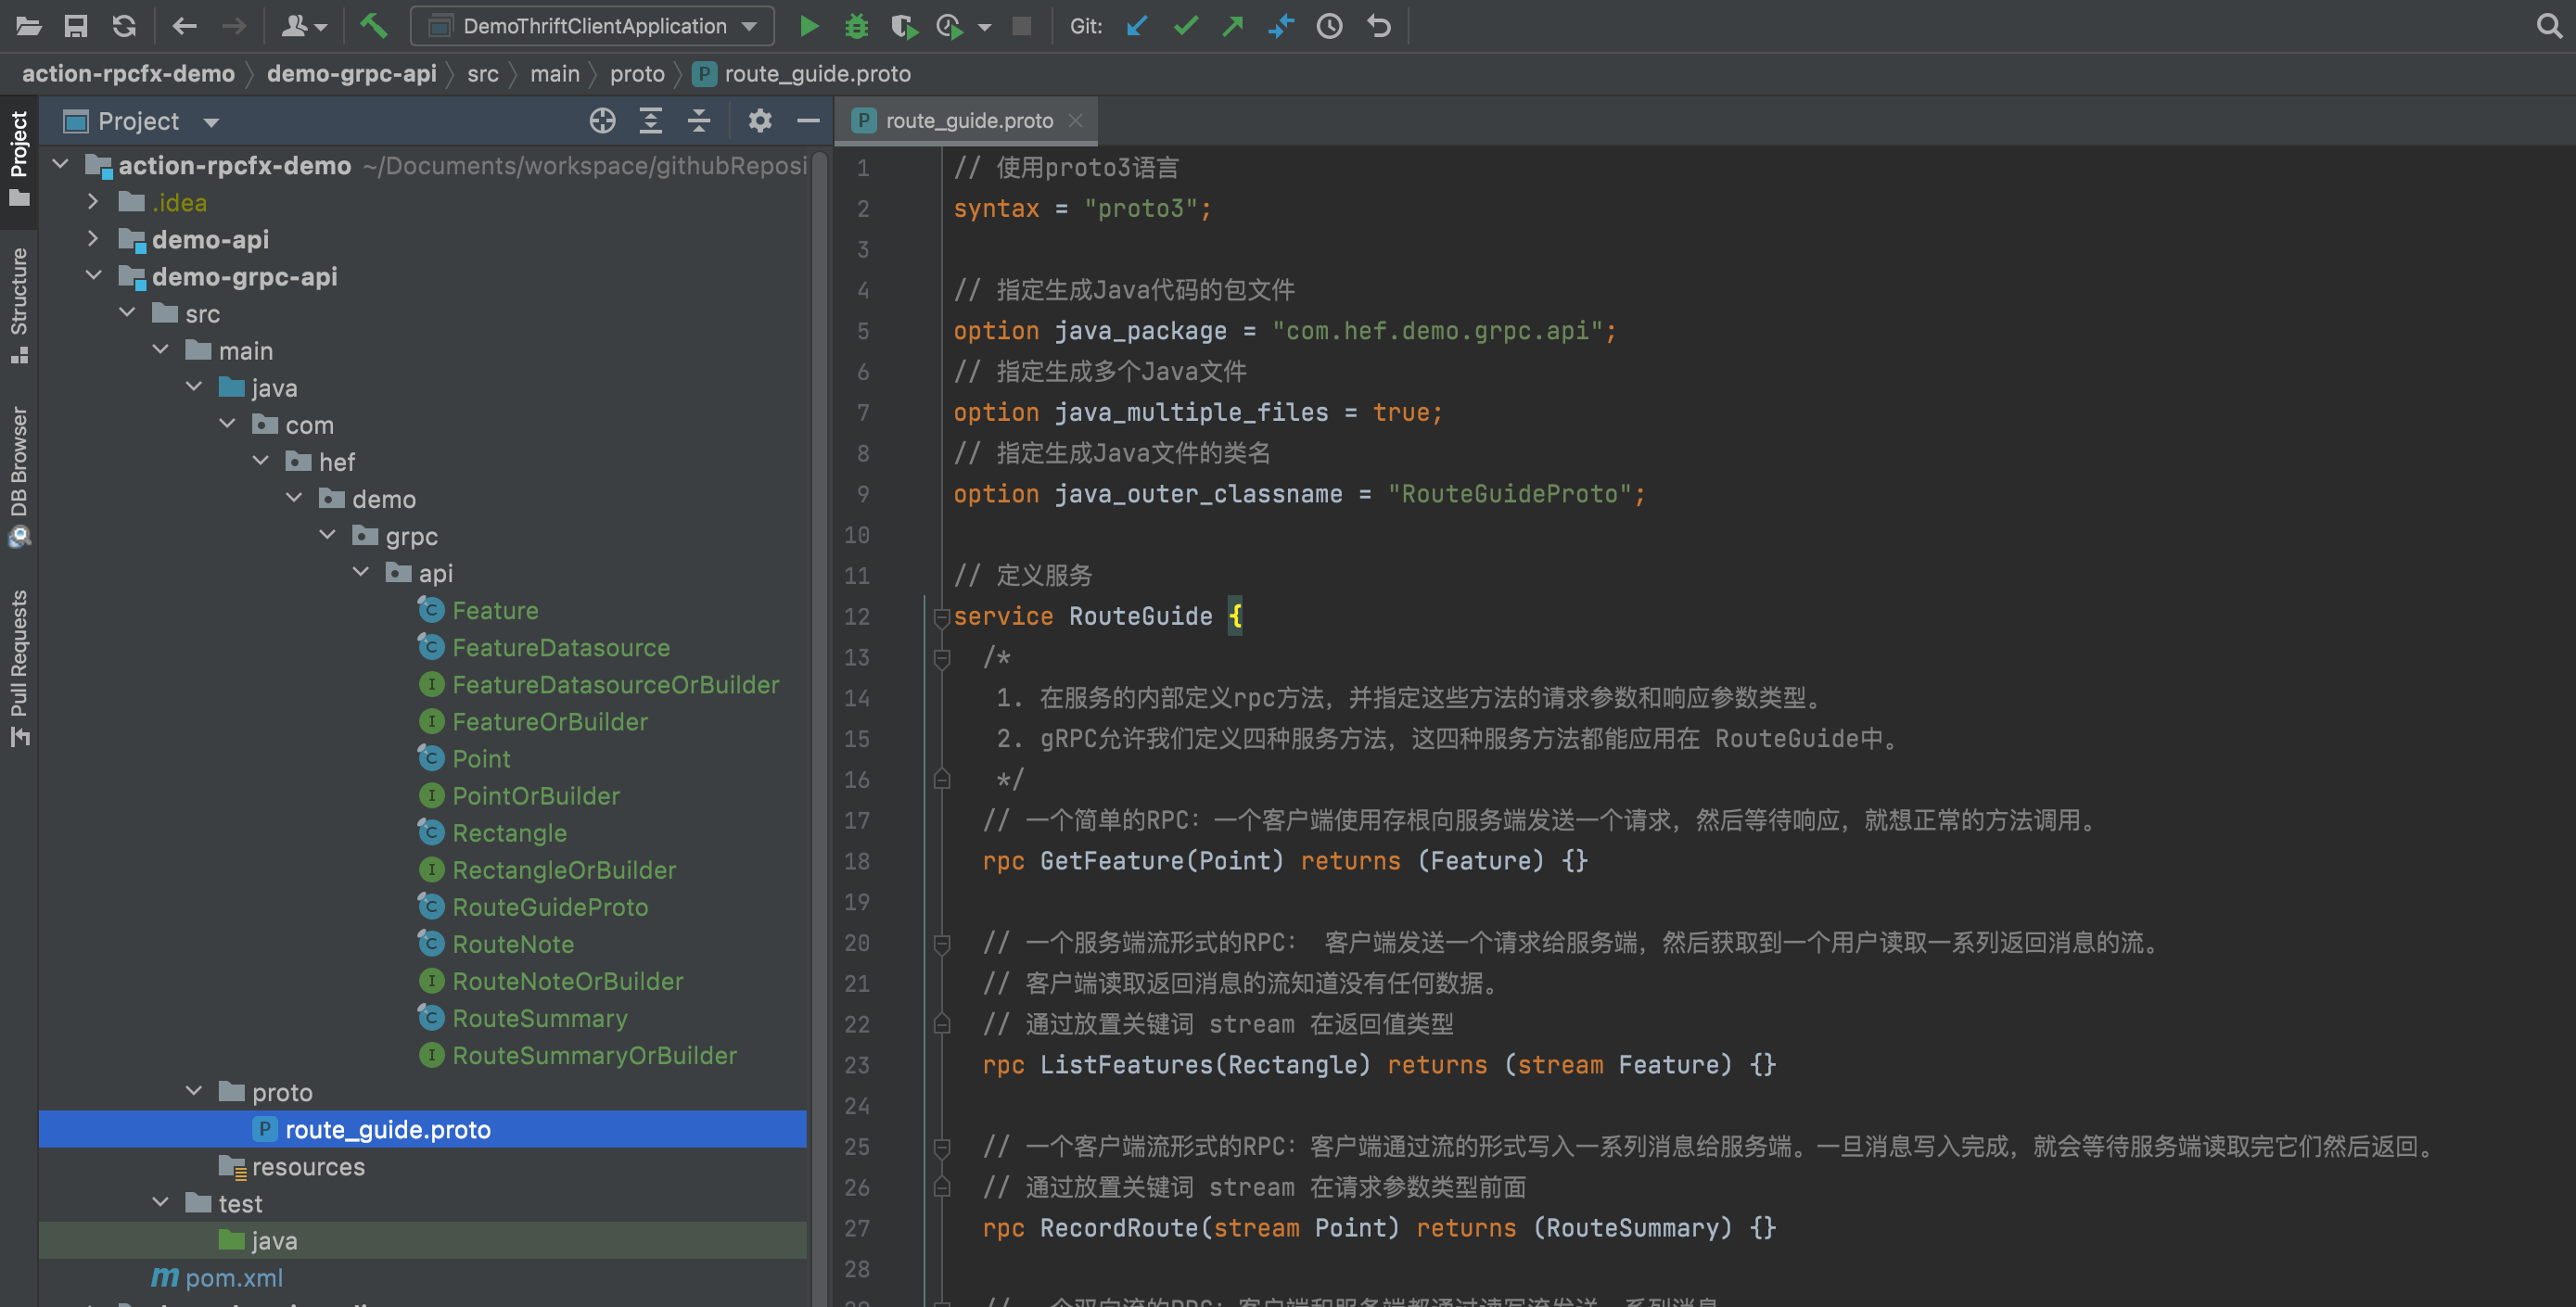 DemoThriftClientApplication
Git:
action-rpcfx-demo
demo-grpc-api
src
main
proto
route_guide.proto
Project
Structure
DB Browser
Pull Requests
Project
action-rpcfx-demo ~/Documents/workspace/githubReposi
.idea
demo-api
demo-grpc-api
src
main
java
com
hef
demo
grpc
api
Feature
FeatureDatasource
FeatureDatasourceOrBuilder
FeatureOrBuilder
Point
PointOrBuilder
Rectangle
RectangleOrBuilder
RouteGuideProto
RouteNote
RouteNoteOrBuilder
RouteSummary
RouteSummaryOrBuilder
proto
route_guide.proto
resources
test
java
pom.xml
route_guide.proto
1 // 使用proto3语言
2 syntax = "proto3";
3
4 // 指定生成Java代码的包文件
5 option java_package = "com.hef.demo.grpc.api";
6 // 指定生成多个Java文件
7 option java_multiple_files = true;
8 // 指定生成Java文件的类名
9 option java_outer_classname = "RouteGuideProto";
10
11 // 定义服务
12 service RouteGuide {
13 /*
14 1. 在服务的内部定义rpc方法，并指定这些方法的请求参数和响应参数类型。
15 2. gRPC允许我们定义四种服务方法，这四种服务方法都能应用在 RouteGuide中。
16 */
17 // 一个简单的RPC：一个客户端使用存根向服务端发送一个请求，然后等待响应，就想正常的方法调用。
18 rpc GetFeature(Point) returns (Feature) {}
19
20 // 一个服务端流形式的RPC： 客户端发送一个请求给服务端，然后获取到一个用户读取一系列返回消息的流。
21 // 客户端读取返回消息的流知道没有任何数据。
22 // 通过放置关键词 stream 在返回值类型
23 rpc ListFeatures(Rectangle) returns (stream Feature) {}
24
25 // 一个客户端流形式的RPC：客户端通过流的形式写入一系列消息给服务端。一旦消息写入完成，就会等待服务端读取完它们然后返回。
26 // 通过放置关键词 stream 在请求参数类型前面
27 rpc RecordRoute(stream Point) returns (RouteSummary) {}
28